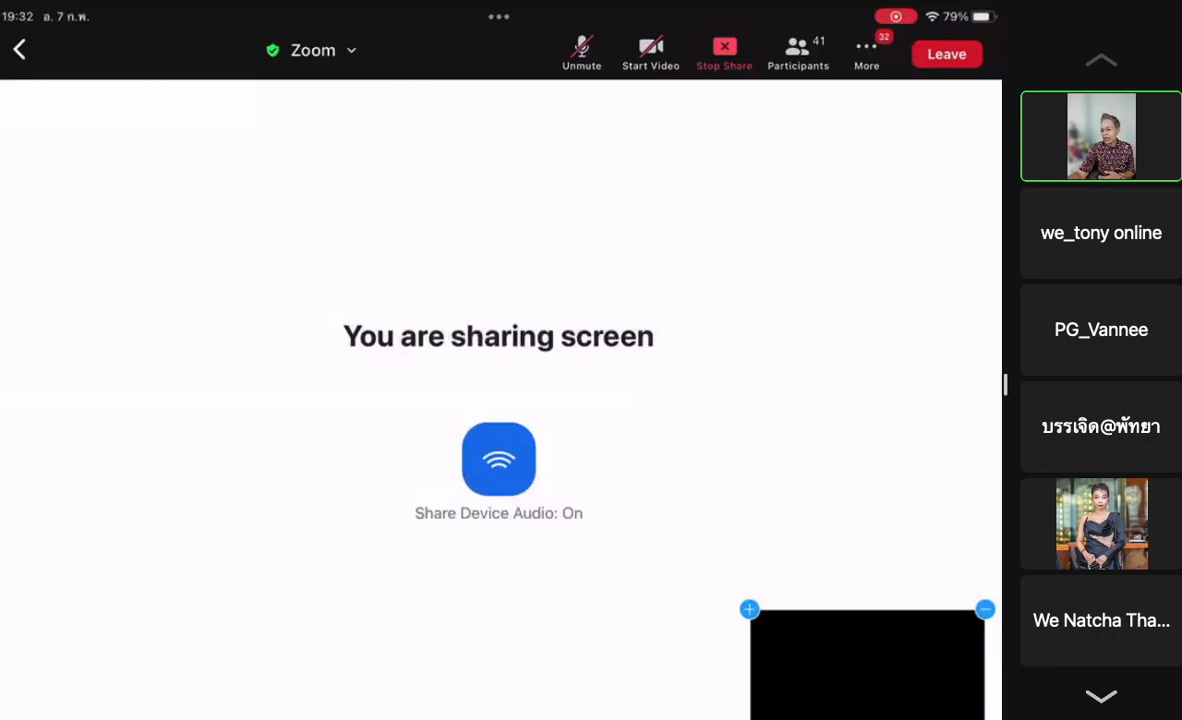 19:32 อ. 7 ก.พ.
79%
Zoom
Unmute
Start Video
Stop Share
Participants
41
More
32
Leave
You are sharing screen
Share Device Audio: On
we_tony online
PG_Vannee
บรรเจิด@พัทยา
We Natcha Tha...